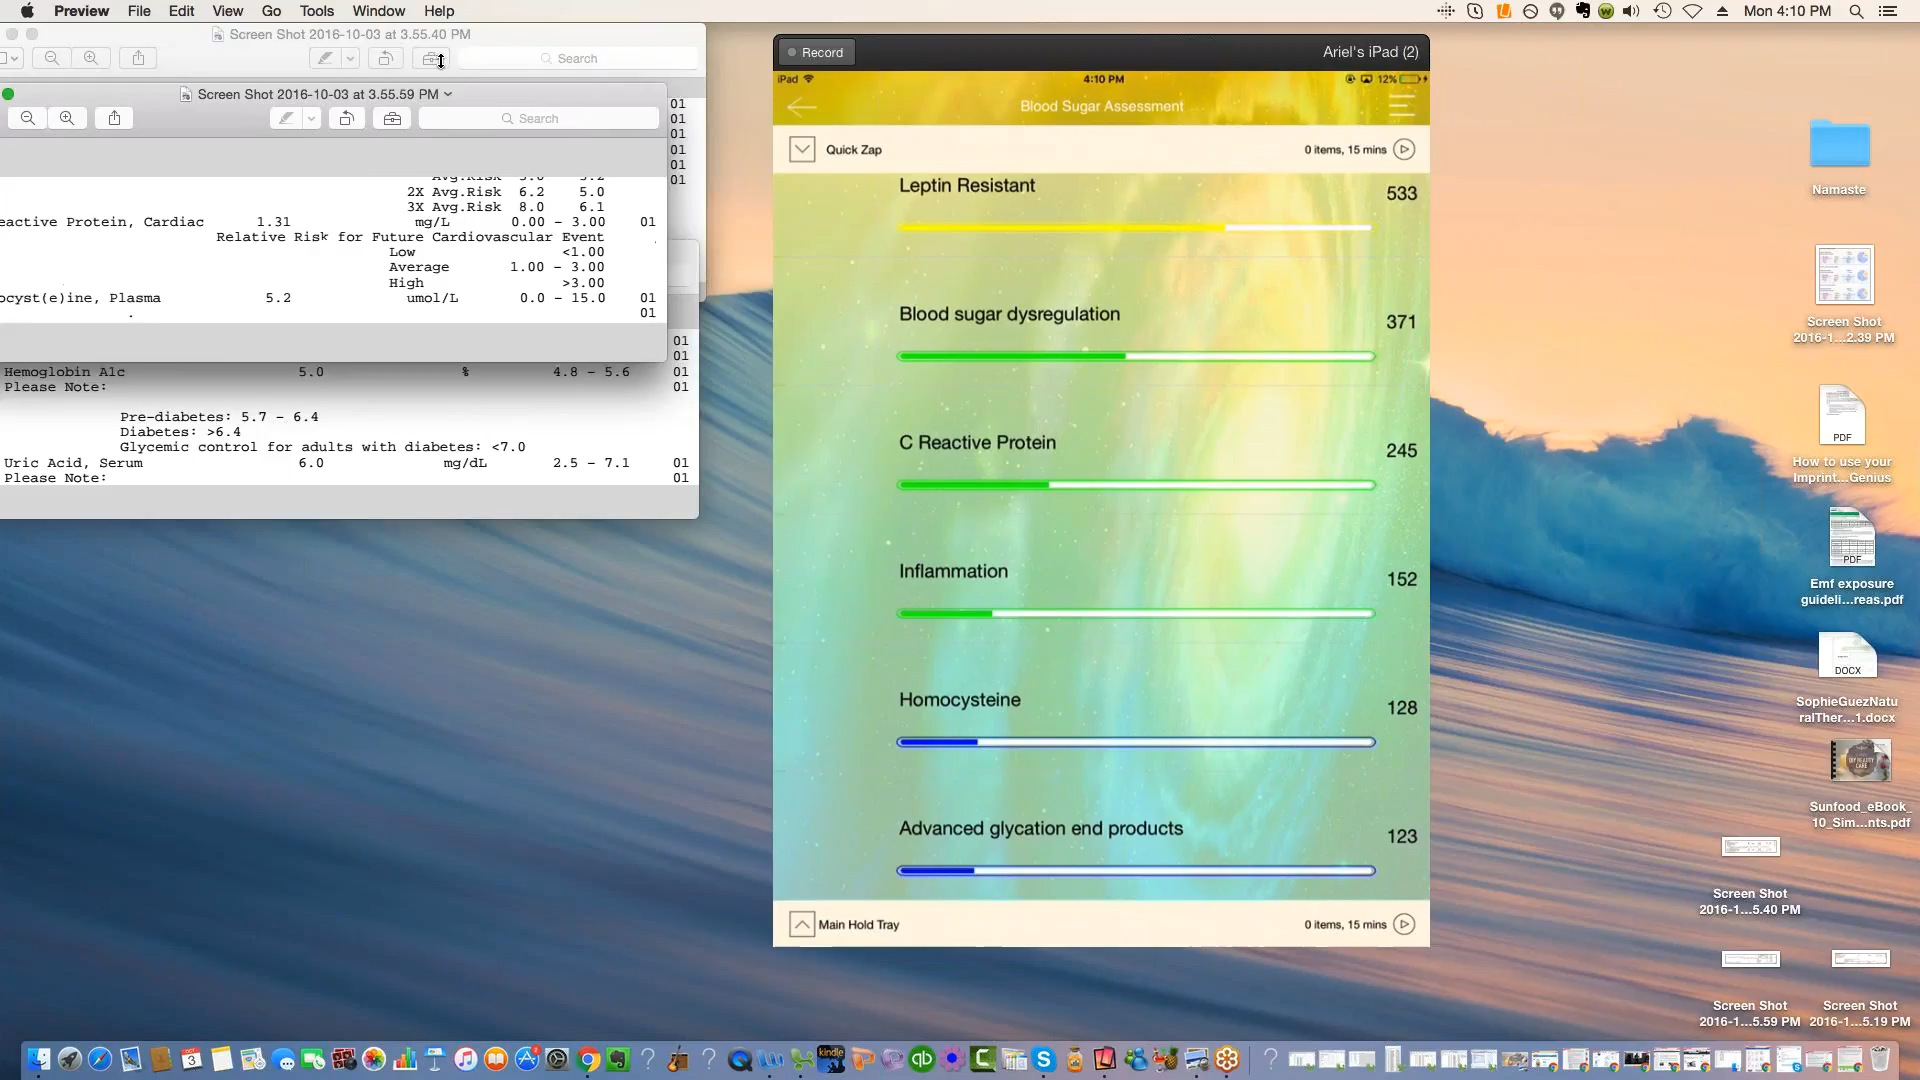 Preview File Edit View Go Tools Window Help
Mon 4:10 PM
Screen Shot 2016-10-03 at 3.55.40 PM
Search
01
01
01
01
01
01
Screen Shot 2016-10-03 at 3.55.59 PM
Search
2X Avg.Risk 6.2 5.0
3X Avg.Risk 8.0 6.1
eactive Protein, Cardiac 1.31 mg/L 0.00 - 3.00 01
Relative Risk for Future Cardiovascular Event
Low <1.00
Average 1.00 - 3.00
High >3.00
ocyst(e)ine, Plasma 5.2 umol/L 0.0 - 15.0 01
01
01
01
Hemoglobin A1c 5.0 % 4.8 - 5.6 01
Please Note: 01
Pre-diabetes: 5.7 - 6.4
Diabetes: >6.4
Glycemic control for adults with diabetes: <7.0
Uric Acid, Serum 6.0 mg/dL 2.5 - 7.1 01
Please Note: 01
Record
Ariel's iPad (2)
iPad 4:10 PM 12%
Blood Sugar Assessment
Quick Zap 0 items, 15 mins
Leptin Resistant 533
Blood sugar dysregulation 371
C Reactive Protein 245
Inflammation 152
Homocysteine 128
Advanced glycation end products 123
Main Hold Tray 0 items, 15 mins
Namaste
Screen Shot
2016-1...2.39 PM
PDF
How to use your
Imprint...Genius
PDF
Emf exposure
guideli...reas.pdf
DOCX
SophieGuezNatu
ralTher...1.docx
Sunfood_eBook_
10_Sim...nts.pdf
Screen Shot
2016-1...5.40 PM
Screen Shot
2016-1...5.59 PM
Screen Shot
2016-1...5.19 PM
kindle